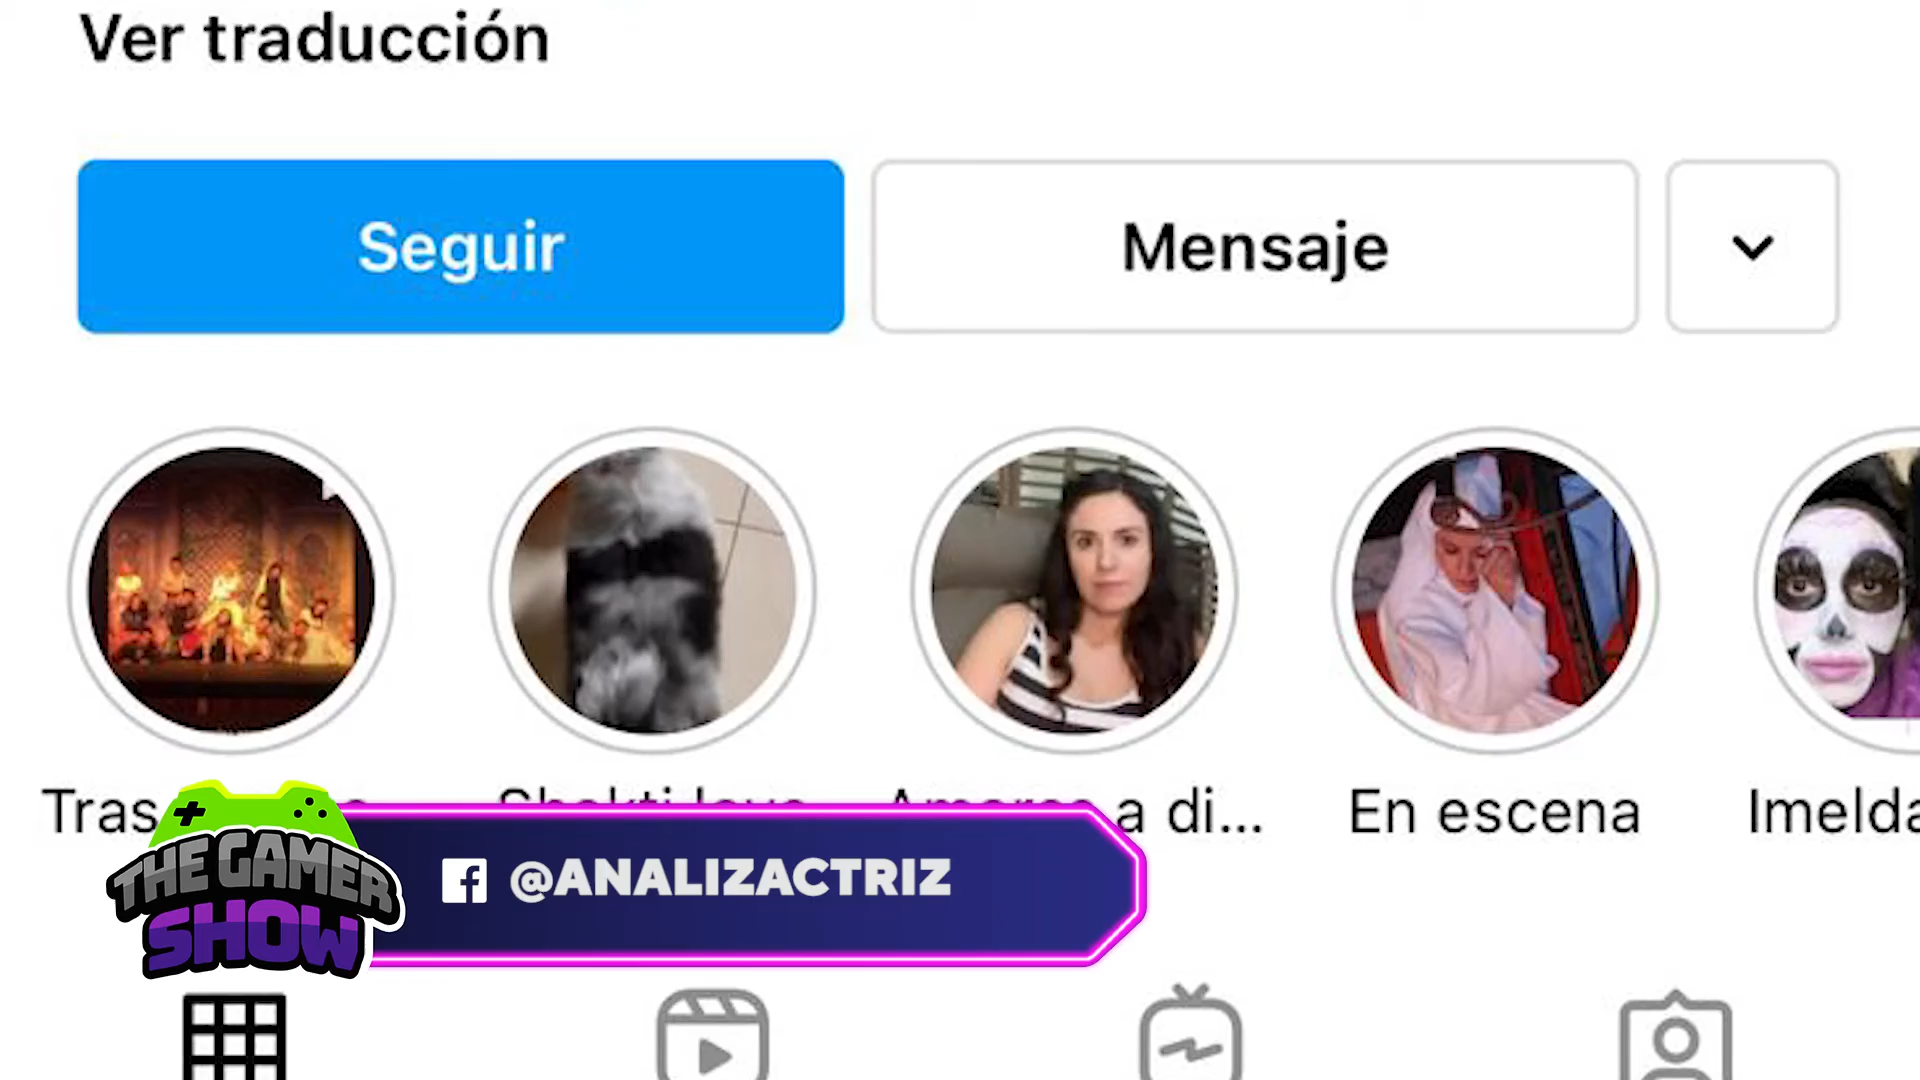 Ver traducción
Seguir
Mensaje
Tras
a di...
En escena
Imelda
THE GAMER
SHOW
@ANALIZACTRIZ